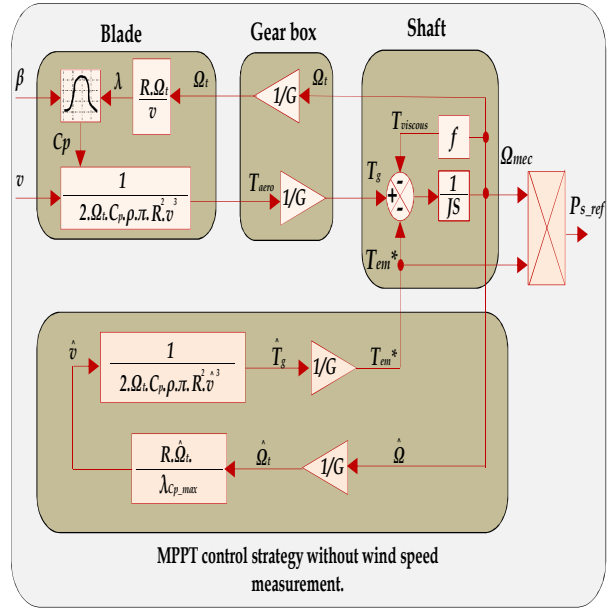 Blade
Gear box
Shaft
β
λ
R.Ωt
v
Ωt
1/G
Ωt
Tviscous
f
Cp
Ωmec
v
1
2.Ωt.Cp.ρ.π.R².v³
Taero
1/G
Tg
-
+
-
1
JS
Ps_ref
Tem*
v̂
1
2.Ωt.Cp.ρ.π.R².v̂³
T̂g
1/G
Tem*
R.Ω̂t.
λCp_max
Ω̂t
1/G
Ω̂
MPPT control strategy without wind speed
measurement.